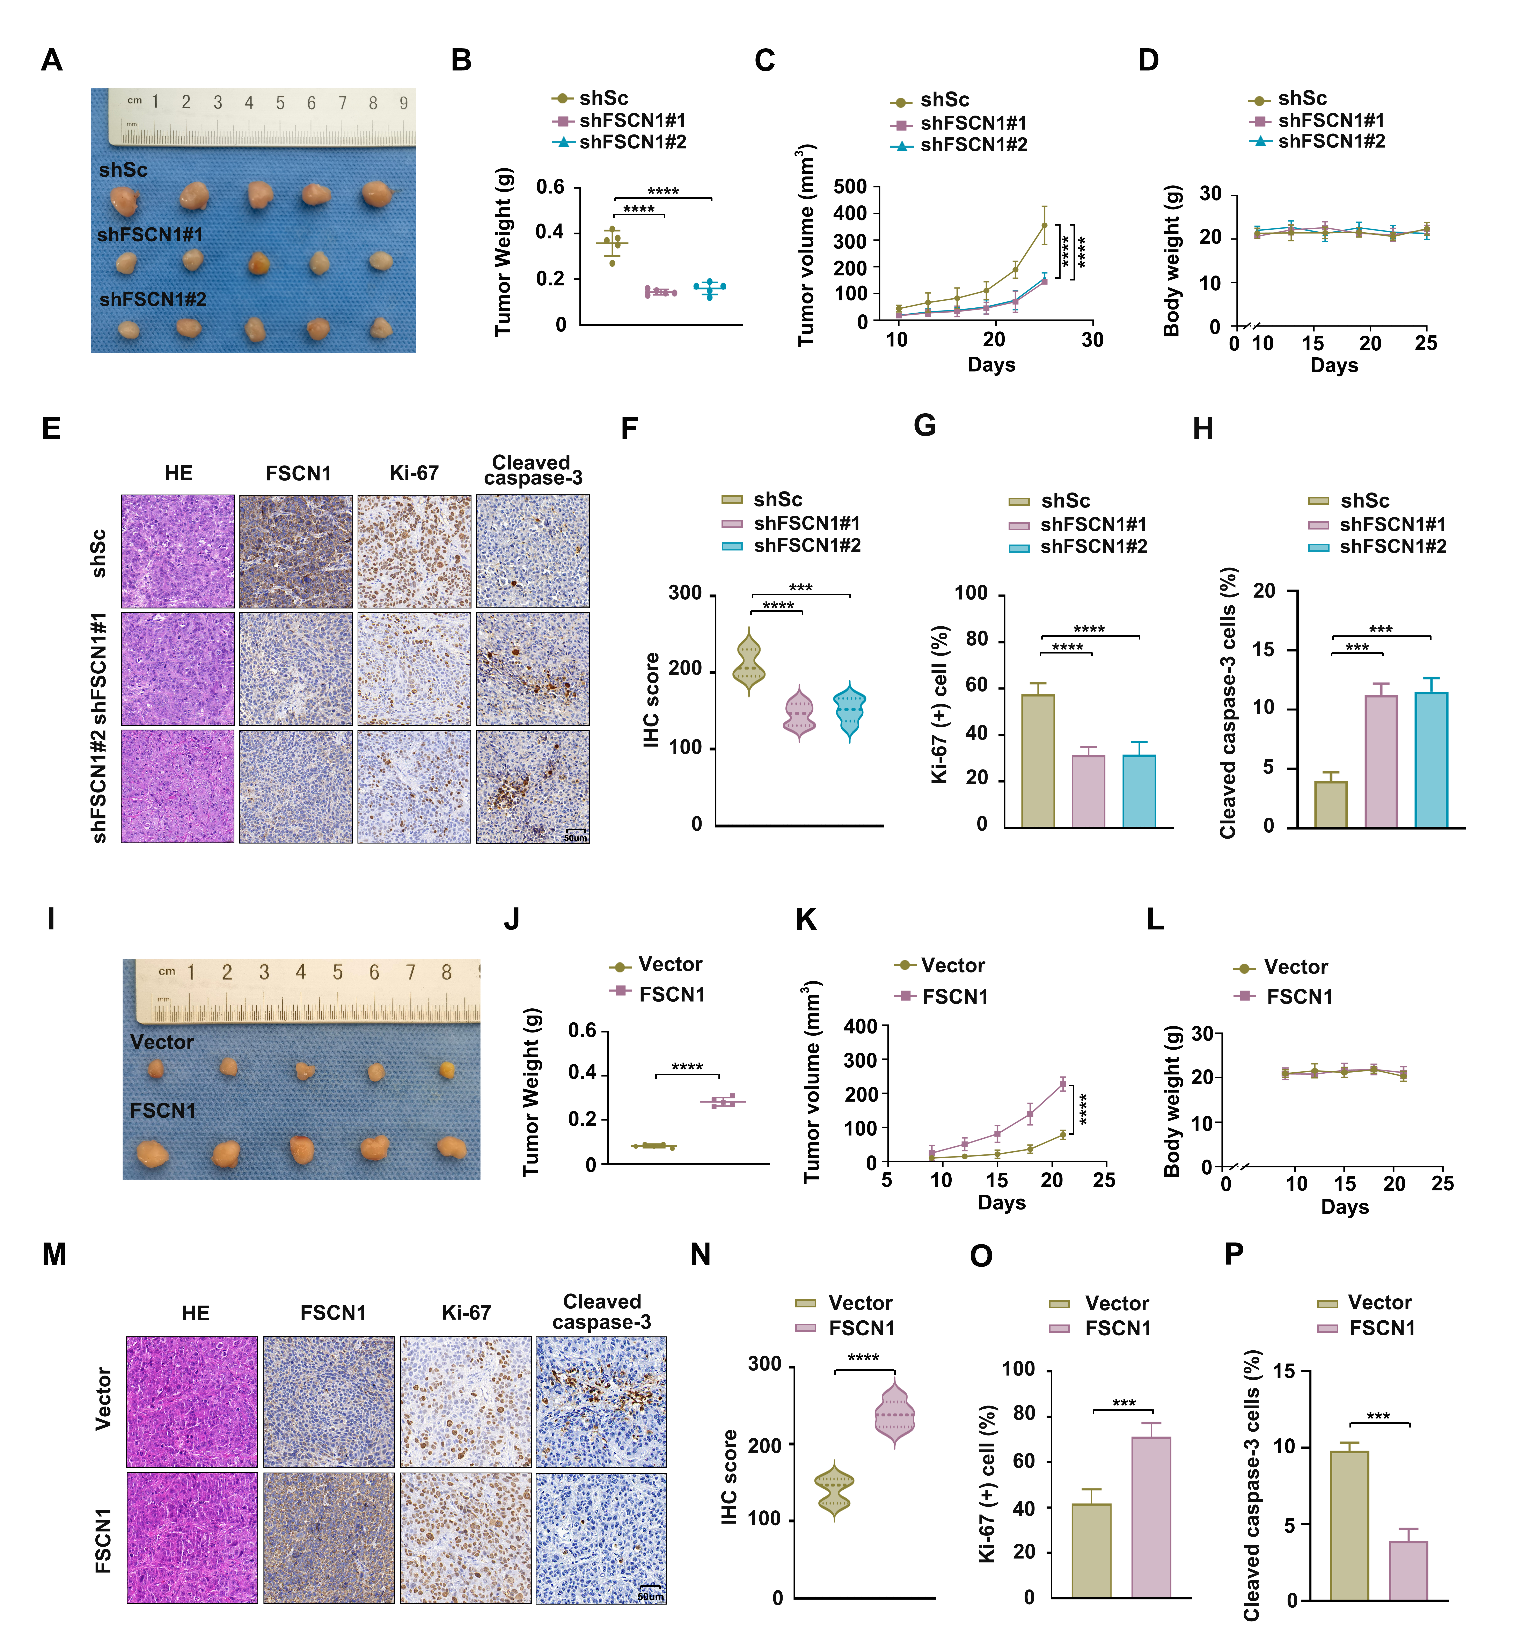 A
cm 1 2 3 4 5 6 7 8 9
mm
shSc
shFSCN1#1
shFSCN1#2
B
shSc
shFSCN1#1
shFSCN1#2
Tumor Weight (g)
0.6
0.4
0.2
0
****
****
C
shSc
shFSCN1#1
shFSCN1#2
Tumor volume (mm³)
500
400
300
200
100
0
10 20 30
Days
****
****
D
shSc
shFSCN1#1
shFSCN1#2
Body weight (g)
30
20
10
0
0 10 15 20 25
Days
E
HE
FSCN1
Ki-67
Cleaved
caspase-3
shSc
shFSCN1#1
shFSCN1#2
50um
F
shSc
shFSCN1#1
shFSCN1#2
IHC score
300
200
100
0
***
****
G
shSc
shFSCN1#1
shFSCN1#2
Ki-67 (+) cell (%)
100
80
60
40
20
0
****
****
H
shSc
shFSCN1#1
shFSCN1#2
Cleaved caspase-3 cells (%)
20
15
10
5
0
***
***
I
cm 1 2 3 4 5 6 7 8
mm
Vector
FSCN1
J
Vector
FSCN1
Tumor Weight (g)
0.6
0.4
0.2
0
****
K
Vector
FSCN1
Tumor volume (mm³)
400
300
200
100
0
5 10 15 20 25
Days
****
L
Vector
FSCN1
Body weight (g)
30
20
10
0
0 10 15 20 25
Days
M
HE
FSCN1
Ki-67
Cleaved
caspase-3
Vector
FSCN1
50um
N
Vector
FSCN1
IHC score
300
200
100
0
****
O
Vector
FSCN1
Ki-67 (+) cell (%)
100
80
60
40
20
0
***
P
Vector
FSCN1
Cleaved caspase-3 cells (%)
15
10
5
0
***